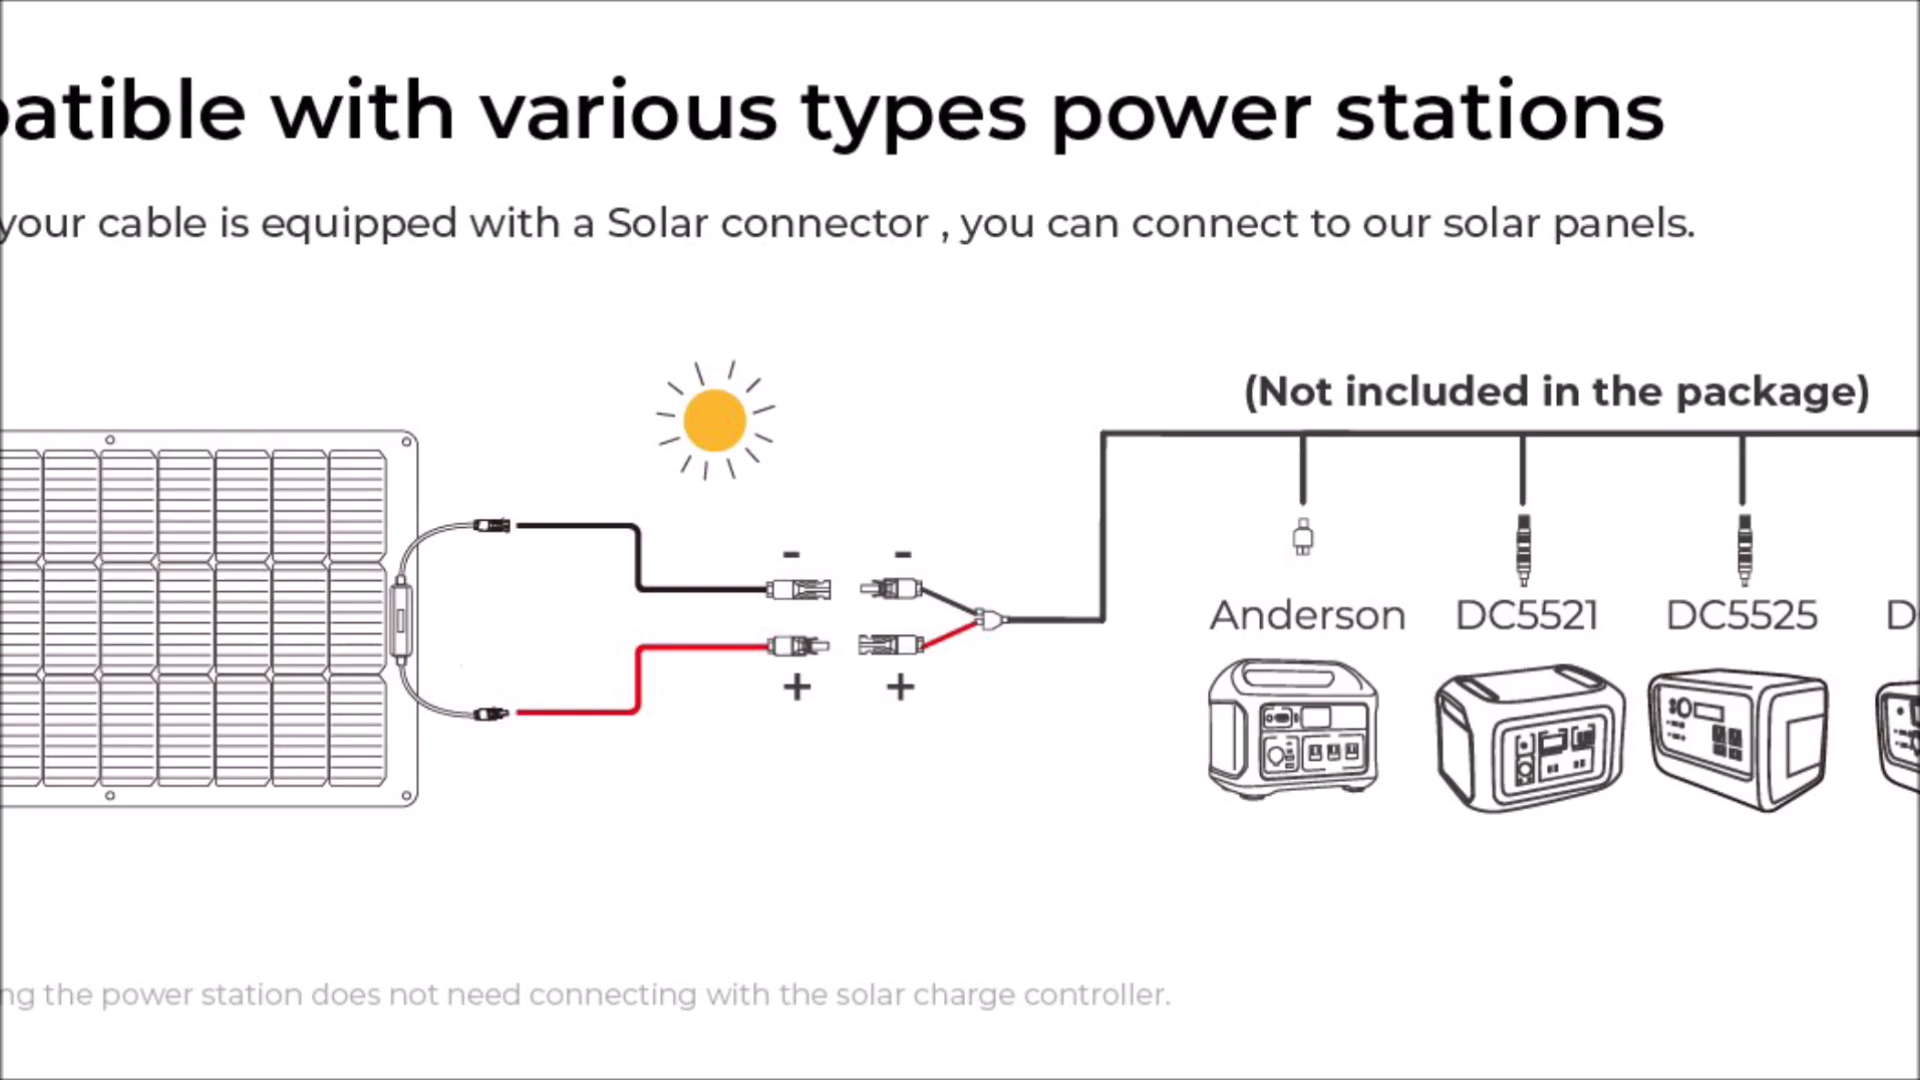 patible with various types power stations
your cable is equipped with a Solar connector , you can connect to our solar panels.
(Not included in the package)
- -
+ +
Anderson DC5521 DC5525 D
ng the power station does not need connecting with the solar charge controller.